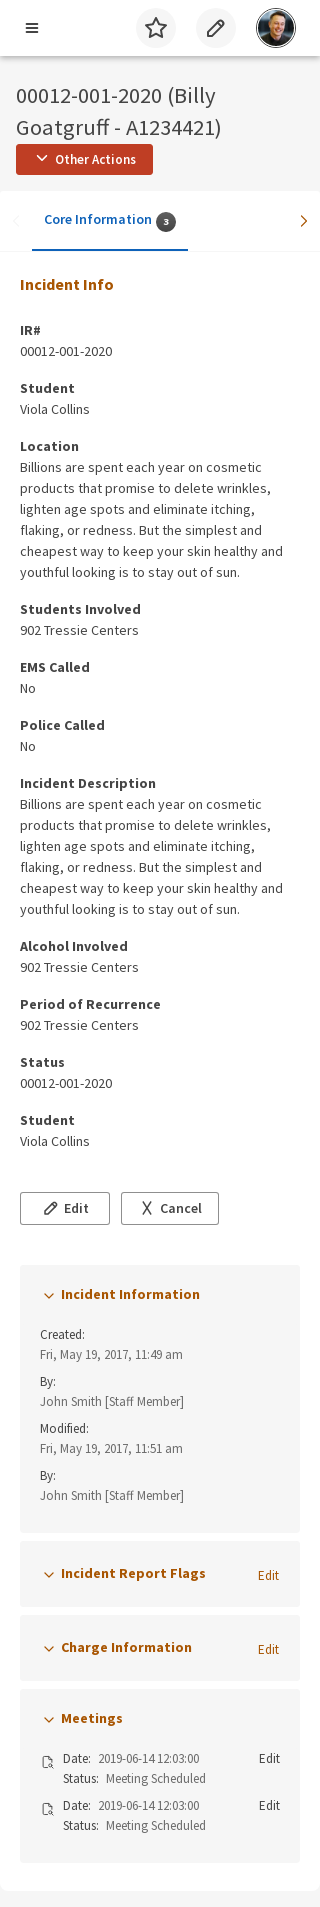 00012-001-2020 (Billy
Goatgruff - A1234421)
Other Actions
Core Information 3
Incident Info
IR#
00012-001-2020
Student
Viola Collins
Location
Billions are spent each year on cosmetic
products that promise to delete wrinkles,
lighten age spots and eliminate itching,
flaking, or redness. But the simplest and
cheapest way to keep your skin healthy and
youthful looking is to stay out of sun.
Students Involved
902 Tressie Centers
EMS Called
No
Police Called
No
Incident Description
Billions are spent each year on cosmetic
products that promise to delete wrinkles,
lighten age spots and eliminate itching,
flaking, or redness. But the simplest and
cheapest way to keep your skin healthy and
youthful looking is to stay out of sun.
Alcohol Involved
902 Tressie Centers
Period of Recurrence
902 Tressie Centers
Status
00012-001-2020
Student
Viola Collins
Edit Cancel
Incident Information
Created:
Fri, May 19, 2017, 11:49 am
By:
John Smith [Staff Member]
Modified:
Fri, May 19, 2017, 11:51 am
By:
John Smith [Staff Member]
Incident Report Flags Edit
Charge Information Edit
Meetings
Date: 2019-06-14 12:03:00 Edit
Status: Meeting Scheduled
Date: 2019-06-14 12:03:00 Edit
Status: Meeting Scheduled